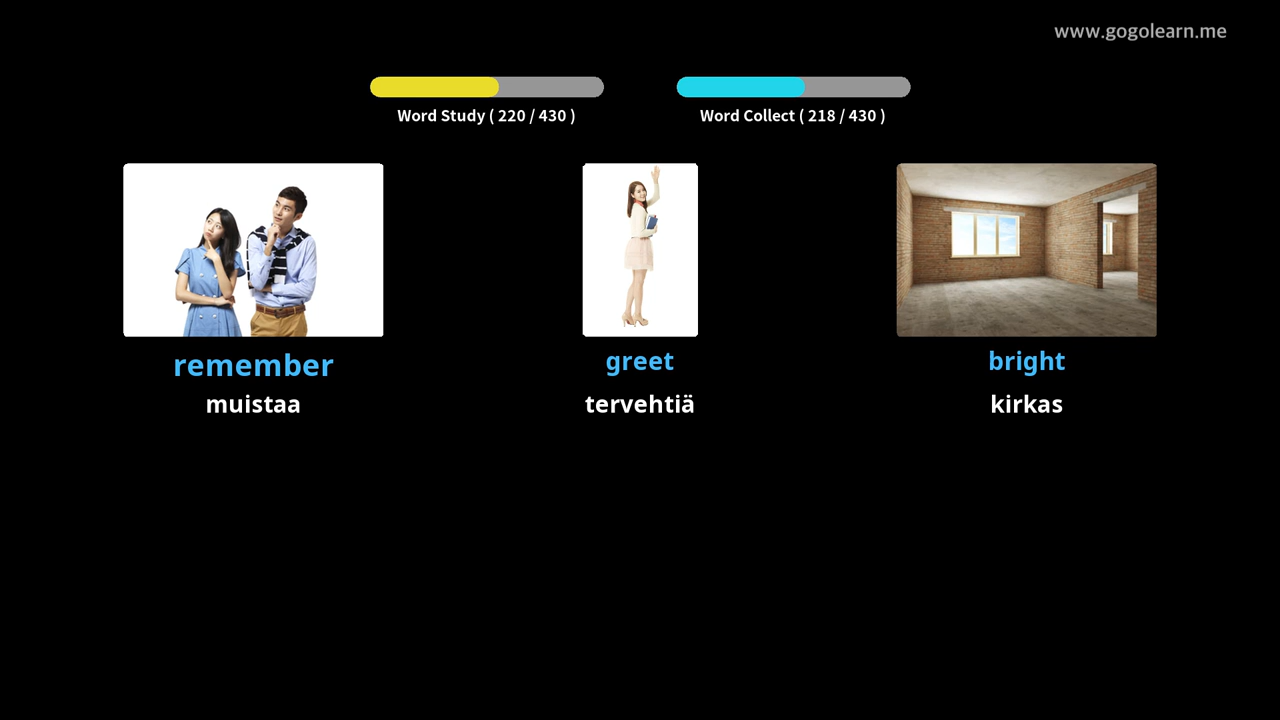 www.gogolearn.me
Word Study ( 220 / 430 )
Word Collect ( 218 / 430 )
remember
greet
bright
muistaa
tervehtiä
kirkas